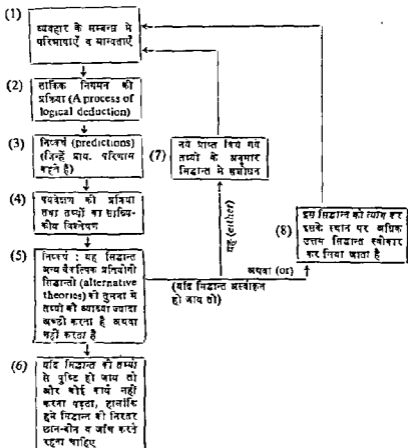 (1)
व्यवहार के सम्बन्ध में
परिभाषाएँ व मान्यताएँ
(2)
तार्किक निगमन की
प्रक्रिया (A process of
logical deduction)
(3)
निष्कर्ष (predictions)
(जिन्हें प्रायः परिणाम
कहते हैं)
(4)
पर्यवेक्षण की प्रक्रिया
तथा तथ्यों का सांख्यि-
कीय विश्लेषण
(5)
निष्कर्ष : यह सिद्धान्त
अन्य वैकल्पिक प्रतियोगी
सिद्धान्तों (alternative
theories) की तुलना में
तथ्यों की व्याख्या ज्यादा
अच्छी करता है अथवा
नहीं करता है
(6)
यदि सिद्धान्त की तथ्यों
से पुष्टि हो जाय तो
और कोई कार्य नहीं
करना पड़ता, हालांकि
हमें सिद्धान्त की निरंतर
छान-बीन व जाँच करते
रहना चाहिए
(यदि सिद्धान्त अस्वीकृत
हो जाय तो)
यह (either)
अथवा (or)
(7)
नये प्राप्त किये गये
तथ्यों के अनुसार
सिद्धान्त में संशोधन
(8)
इस सिद्धान्त को त्याग कर
इसके स्थान पर अधिक
उत्तम सिद्धान्त स्वीकार
कर लिया जाता है